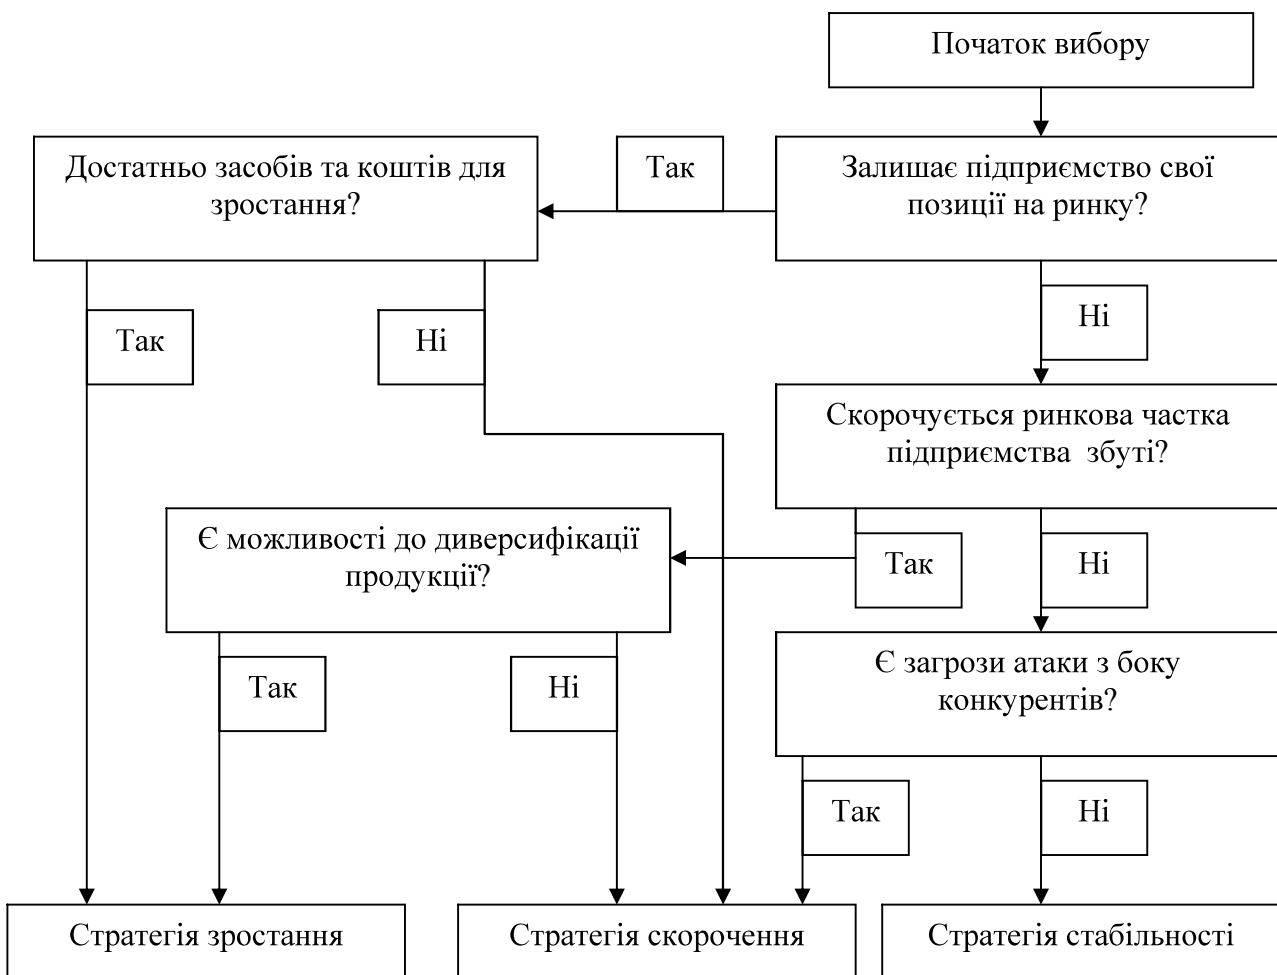 Початок вибору
Достатньо засобів та коштів для
зростання?
Так
Залишає підприємство свої
позиції на ринку?
Так
Ні
Ні
Скорочується ринкова частка
підприємства  збуті?
Є можливості до диверсифікації
продукції?
Так
Ні
Так
Ні
Є загрози атаки з боку
конкурентів?
Так
Ні
Стратегія зростання
Стратегія скорочення
Стратегія стабільності